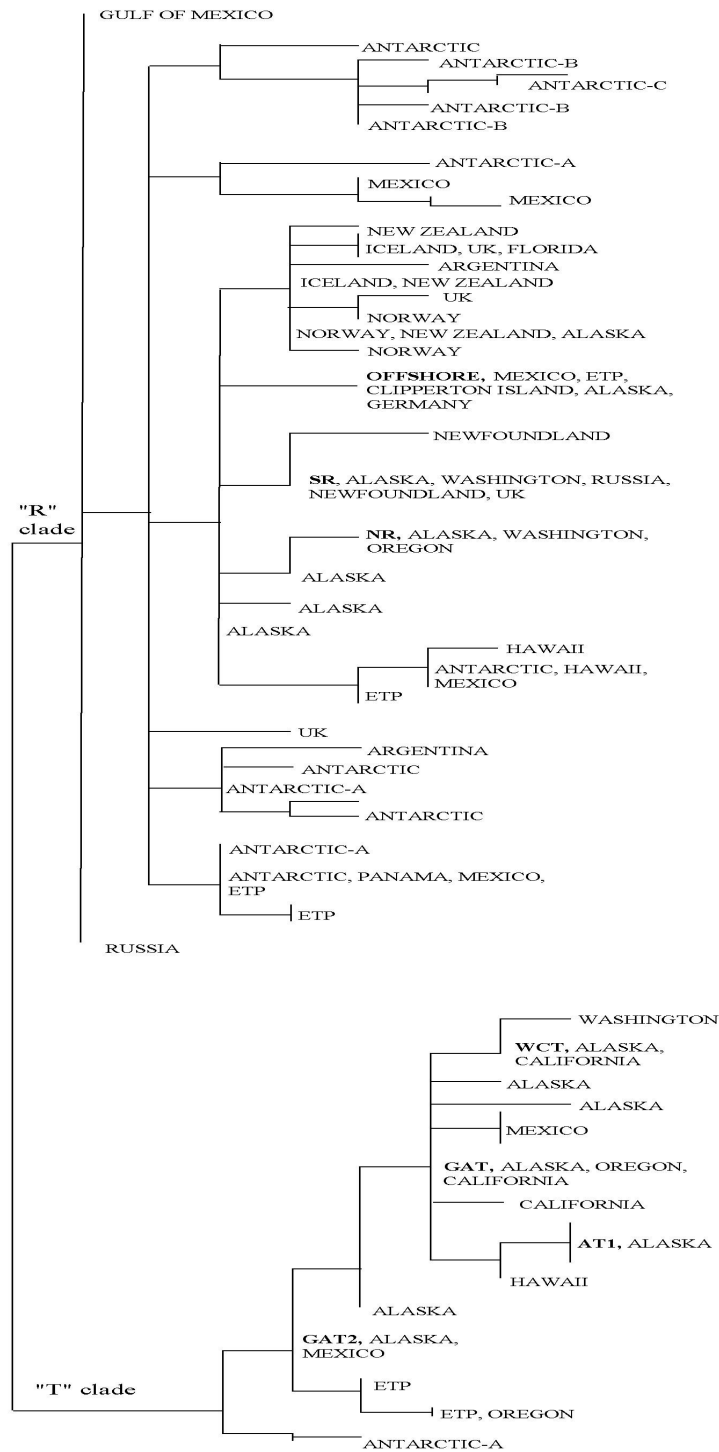 GULF OF MEXICO
ANTARCTIC
ANTARCTIC-B
ANTARCTIC-C
ANTARCTIC-B
ANTARCTIC-B
ANTARCTIC-A
MEXICO
MEXICO
NEW ZEALAND
ICELAND, UK, FLORIDA
ARGENTINA
ICELAND, NEW ZEALAND
UK
NORWAY
NORWAY, NEW ZEALAND, ALASKA
NORWAY
OFFSHORE, MEXICO, ETP,
CLIPPERTON ISLAND, ALASKA,
GERMANY
NEWFOUNDLAND
SR, ALASKA, WASHINGTON, RUSSIA,
NEWFOUNDLAND, UK
"R"
clade
NR, ALASKA, WASHINGTON,
OREGON
ALASKA
ALASKA
ALASKA
HAWAII
ANTARCTIC, HAWAII,
MEXICO
ETP
UK
ARGENTINA
ANTARCTIC
ANTARCTIC-A
ANTARCTIC
ANTARCTIC-A
ANTARCTIC, PANAMA, MEXICO,
ETP
ETP
RUSSIA
WASHINGTON
WCT, ALASKA,
CALIFORNIA
ALASKA
ALASKA
MEXICO
GAT, ALASKA, OREGON,
CALIFORNIA
CALIFORNIA
AT1, ALASKA
HAWAII
ALASKA
GAT2, ALASKA,
MEXICO
"T" clade
ETP
ETP, OREGON
ANTARCTIC-A